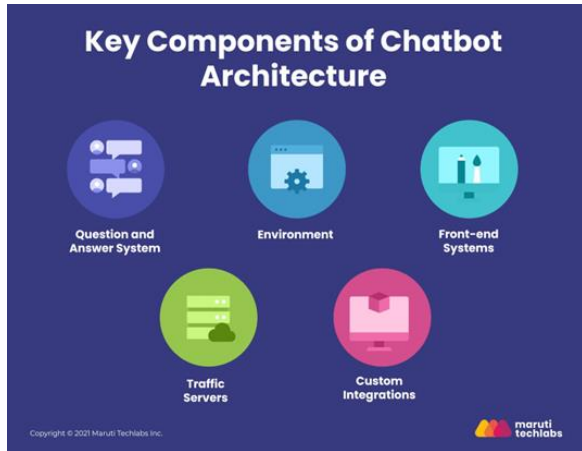 Key Components of Chatbot
Architecture
Question and
Answer System
Environment
Front-end
Systems
Traffic
Servers
Custom
Integrations
Copyright © 2021 Maruti Techlabs Inc.
maruti
techlabs